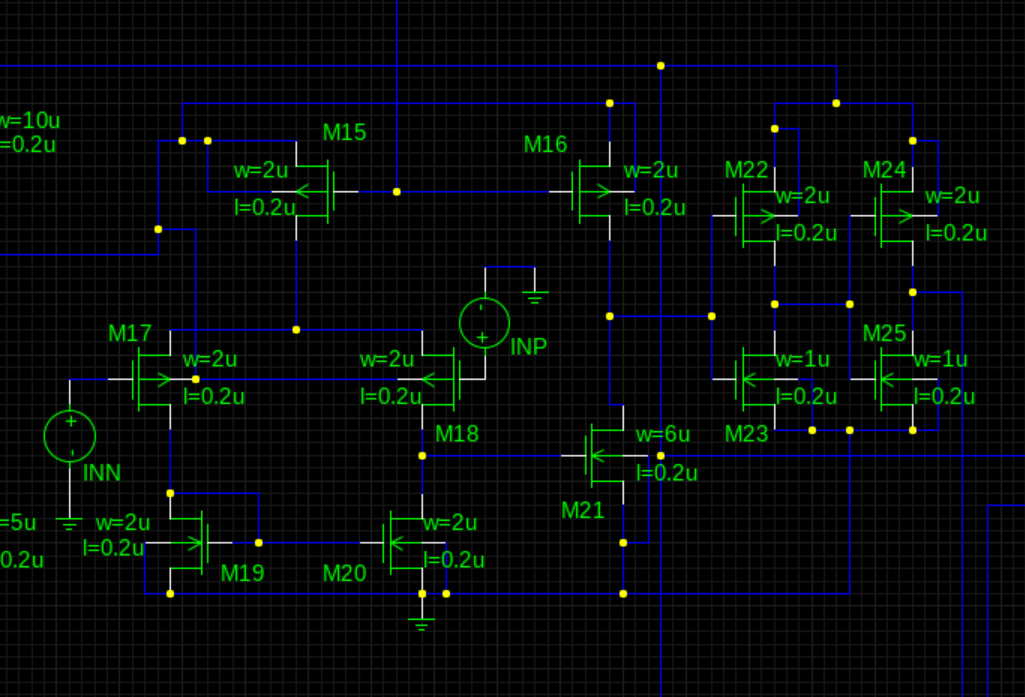 w=10u
=0.2u
M15
w=2u
l=0.2u
M16
w=2u
l=0.2u
M22
w=2u
l=0.2u
M24
w=2u
l=0.2u
M17
w=2u
l=0.2u
w=2u
l=0.2u
M18
INP
INN
w=6u
l=0.2u
M21
w=1u
l=0.2u
M23
M25
w=1u
l=0.2u
=5u
0.2u
w=2u
l=0.2u
M19
M20
w=2u
l=0.2u